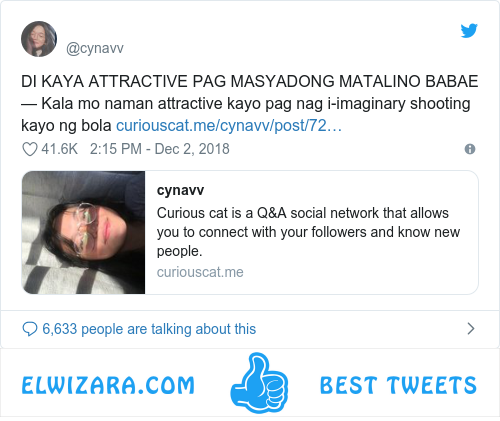 @cynavv
DI KAYA ATTRACTIVE PAG MASYADONG MATALINO BABAE
— Kala mo naman attractive kayo pag nag i-imaginary shooting
kayo ng bola curiouscat.me/cynavv/post/72…
41.6K 2:15 PM - Dec 2, 2018
cynavv
Curious cat is a Q&A social network that allows
you to connect with your followers and know new
people.
curiouscat.me
6,633 people are talking about this
ELWIZARA.COM BEST TWEETS